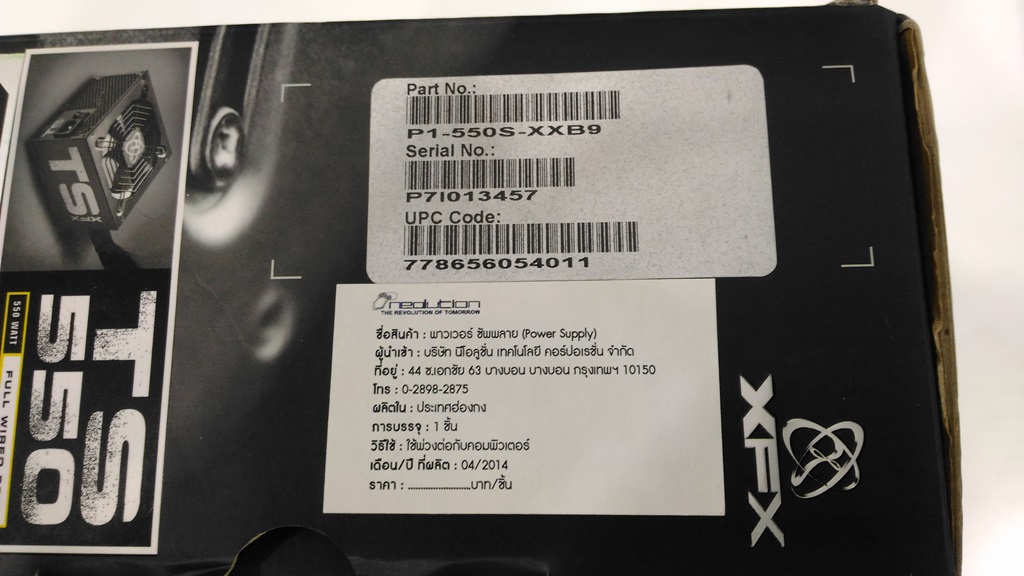 Part No.:
P1-550S-XXB9
Serial No.:
P7I013457
UPC Code:
778656054011
neolution
THE REVOLUTION OF TOMORROW
ชื่อสินค้า : พาวเวอร์ ซัพพลาย (Power Supply)
ผู้นำเข้า : บริษัท นีโอลูชั่น เทคโนโลยี คอร์ปอเรชั่น จำกัด
ที่อยู่ : 44 ซ.เอกชัย 63 บางบอน บางบอน กรุงเทพฯ 10150
โทร : 0-2898-2875
ผลิตใน : ประเทศฮ่องกง
การบรรจุ : 1 ชิ้น
วิธีใช้ : ใช้พ่วงต่อกับคอมพิวเตอร์
เดือน/ปี ที่ผลิต : 04/2014
ราคา : ........................บาท/ชิ้น
XFX
TS
XFX
TS
550
550 WATT
FULL WIRED